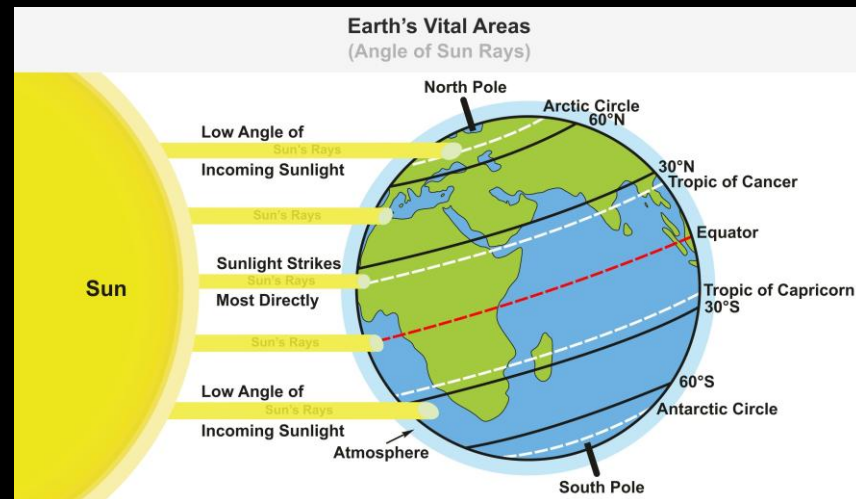 Earth's Vital Areas
(Angle of Sun Rays)
North Pole
Arctic Circle
60°N
Low Angle of
Sun's Rays
Incoming Sunlight
30°N
Tropic of Cancer
Sun's Rays
Equator
Sunlight Strikes
Sun's Rays
Most Directly
Sun
Tropic of Capricorn
30°S
Sun's Rays
60°S
Low Angle of
Sun's Rays
Incoming Sunlight
Antarctic Circle
Atmosphere
South Pole